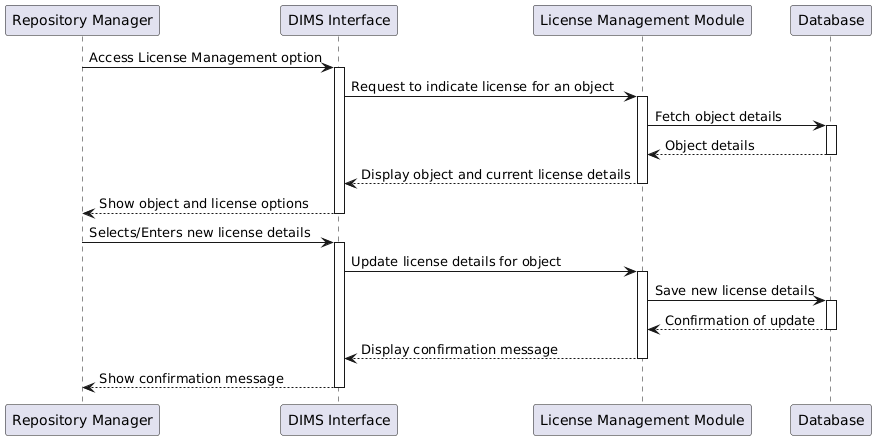 Repository Manager
DIMS Interface
License Management Module
Database
Access License Management option
Request to indicate license for an object
Fetch object details
Object details
Display object and current license details
Show object and license options
Selects/Enters new license details
Update license details for object
Save new license details
Confirmation of update
Display confirmation message
Show confirmation message
Repository Manager
DIMS Interface
License Management Module
Database